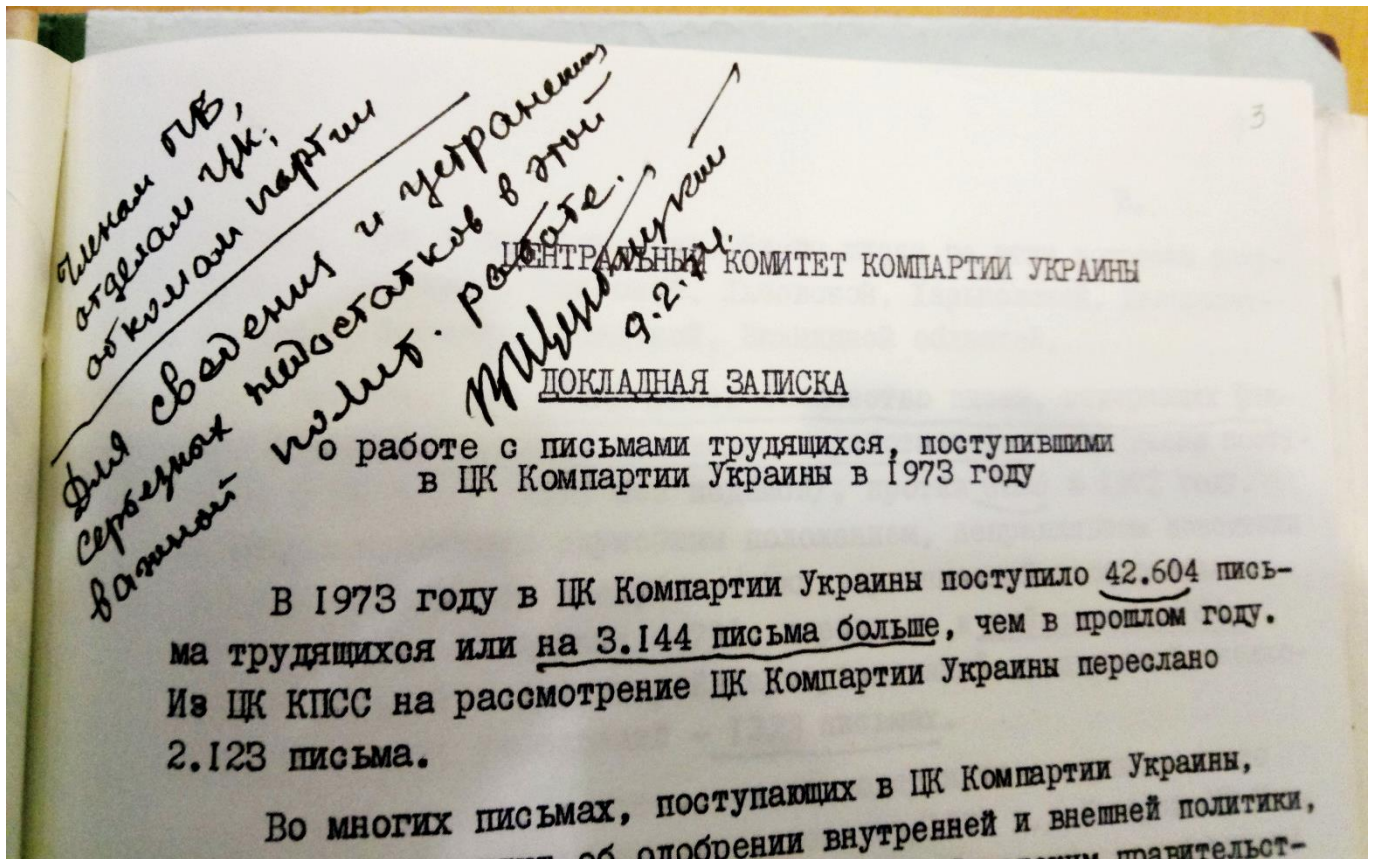 3
Членам ПБ,
отделам ЦК,
обкомам партии
Для сведения и устранения
серьезных недостатков в этой
важной полит. работе.
9.2.74.
ЦЕНТРАЛЬНЫЙ КОМИТЕТ КОМПАРТИИ УКРАИНЫ
ДОКЛАДНАЯ ЗАПИСКА
о работе с письмами трудящихся, поступившими
в ЦК Компартии Украины в 1973 году
В 1973 году в ЦК Компартии Украины поступило 42.604 пись-
ма трудящихся или на 3.144 письма больше, чем в прошлом году.
Из ЦК КПСС на рассмотрение ЦК Компартии Украины переслано
2.123 письма.
Во многих письмах, поступающих в ЦК Компартии Украины,
об одобрении внутренней и внешней политики,
правительст-